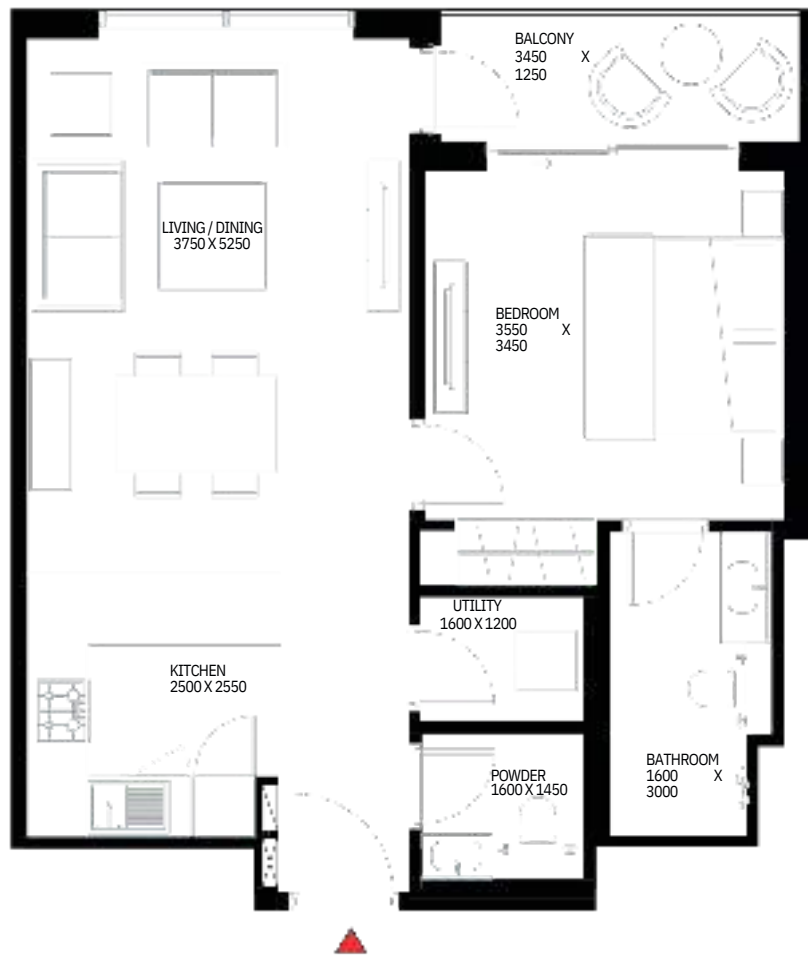 BALCONY
3450 X
1250
LIVING / DINING
3750 X 5250
BEDROOM
3550 X
3450
UTILITY
1600 X 1200
KITCHEN
2500 X 2550
POWDER
1600 X 1450
BATHROOM
1600 X
3000